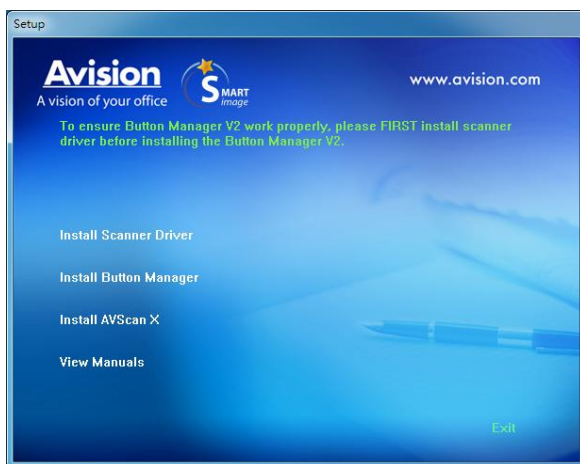 Setup
Avision
A vision of your office
SMART
image
www.avision.com
To ensure Button Manager V2 work properly, please FIRST install scanner
driver before installing the Button Manager V2.
Install Scanner Driver
Install Button Manager
Install AVScan X
View Manuals
Exit